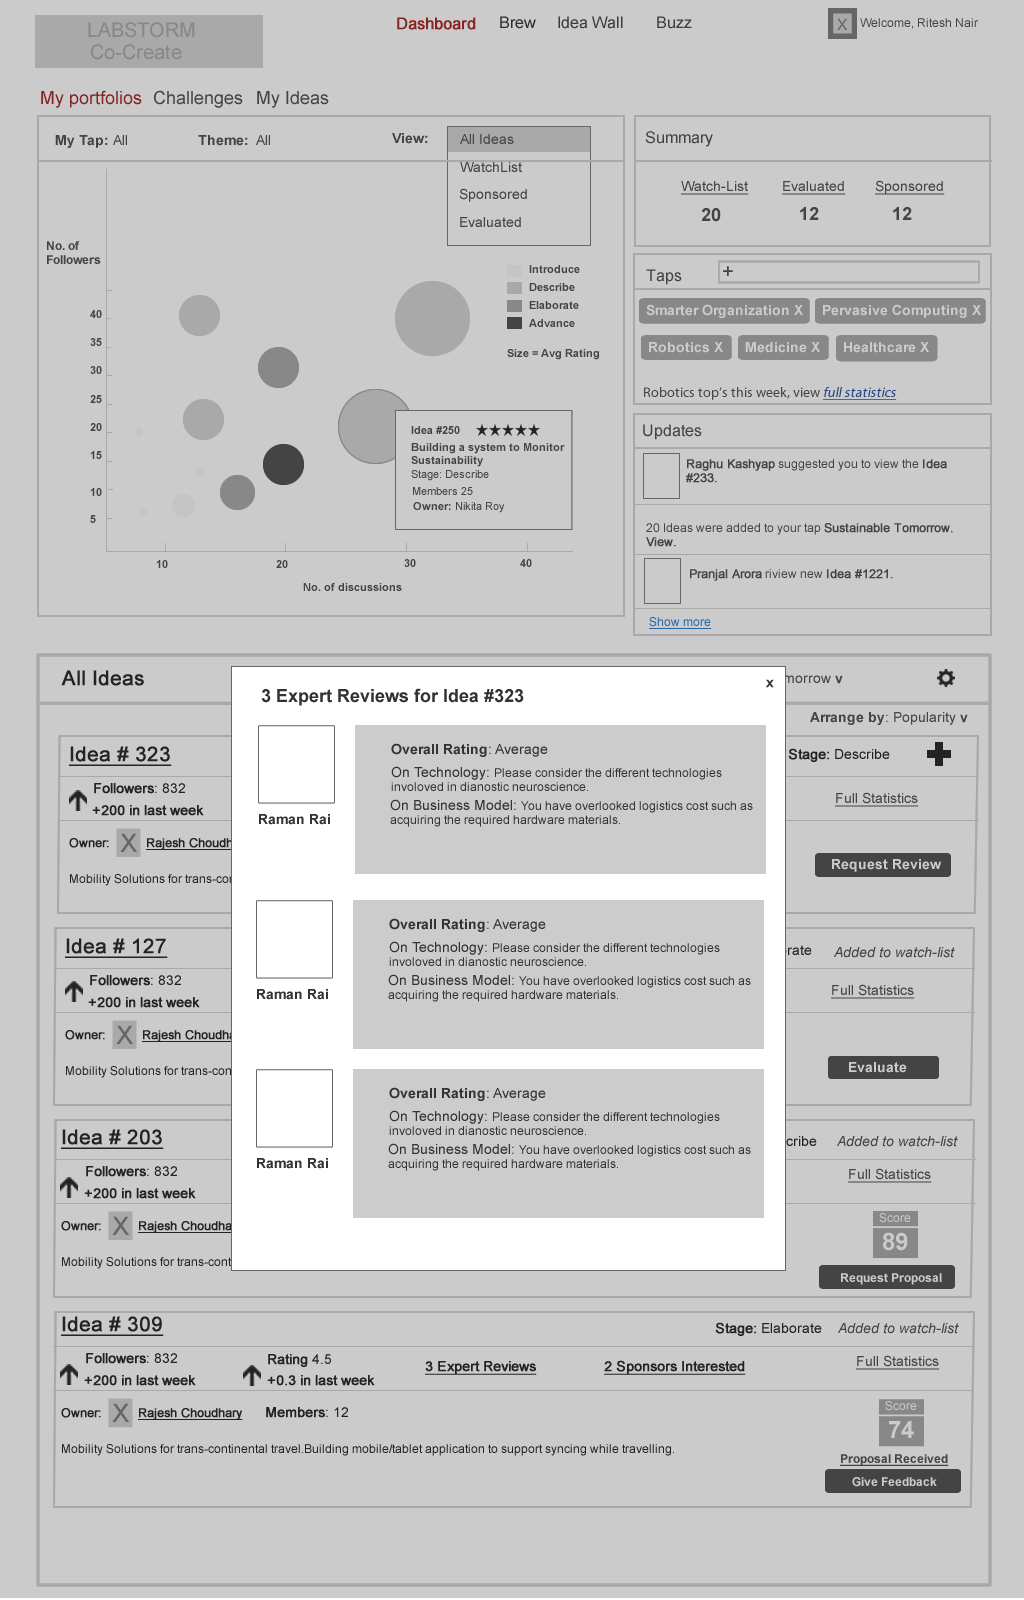 LABSTORM
Co-Create
Dashboard Brew Idea Wall Buzz
X Welcome, Ritesh Nair
My portfolios Challenges My Ideas
My Tap: All Theme: All View: All Ideas
WatchList
Sponsored
Evaluated
No. of
Followers
Introduce
Describe
Elaborate
Advance
Size = Avg Rating
40
35
30
25
20
15
10
5
Idea #250 ★★★★★
Building a system to Monitor
Sustainability
Stage: Describe
Members 25
Owner: Nikita Roy
10 20 30 40
No. of discussions
Summary
Watch-List Evaluated Sponsored
20 12 12
Taps +
Smarter Organization X Pervasive Computing X
Robotics X Medicine X Healthcare X
Robotics top's this week, view full statistics
Updates
Raghu Kashyap suggested you to view the Idea
#233.
20 Ideas were added to your tap Sustainable Tomorrow.
View.
Pranjal Arora riview new Idea #1221.
Show more
All Ideas morrow v
Arrange by: Popularity v
3 Expert Reviews for Idea #323 x
Raman Rai
Overall Rating: Average
On Technology: Please consider the different technologies
involoved in dianostic neuroscience.
On Business Model: You have overlooked logistics cost such as
acquiring the required hardware materials.
Raman Rai
Overall Rating: Average
On Technology: Please consider the different technologies
involoved in dianostic neuroscience.
On Business Model: You have overlooked logistics cost such as
acquiring the required hardware materials.
Raman Rai
Overall Rating: Average
On Technology: Please consider the different technologies
involoved in dianostic neuroscience.
On Business Model: You have overlooked logistics cost such as
acquiring the required hardware materials.
Idea # 323 Stage: Describe
Followers: 832 Full Statistics
+200 in last week
Owner: X Rajesh Choudh
Request Review
Mobility Solutions for trans-con
Idea # 127 rate Added to watch-list
Followers: 832 Full Statistics
+200 in last week
Owner: X Rajesh Choudha
Evaluate
Mobility Solutions for trans-con
Idea # 203 cribe Added to watch-list
Followers: 832 Full Statistics
+200 in last week
Owner: X Rajesh Choudha
Score
89
Mobility Solutions for trans-cont
Request Proposal
Idea # 309 Stage: Elaborate Added to watch-list
Followers: 832 Rating 4.5 3 Expert Reviews 2 Sponsors Interested Full Statistics
+200 in last week +0.3 in last week
Owner: X Rajesh Choudhary Members: 12
Score
74
Mobility Solutions for trans-continental travel.Building mobile/tablet application to support syncing while travelling.
Proposal Received
Give Feedback